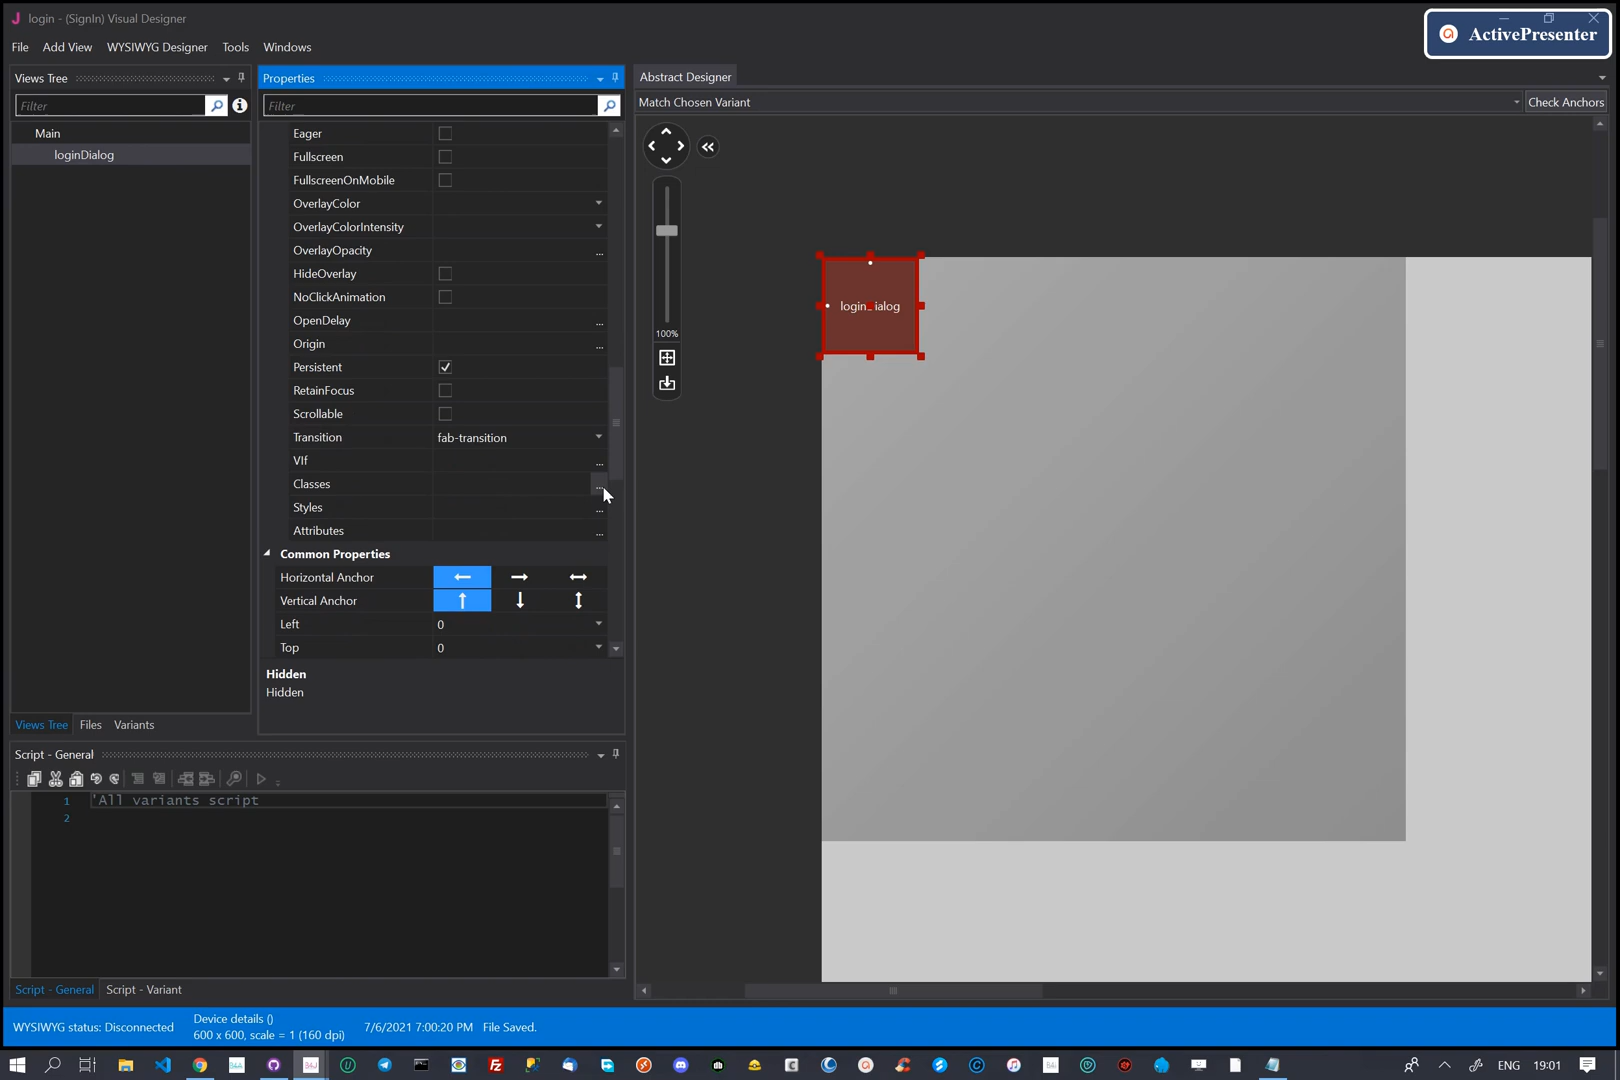 login - (SignIn) Visual Designer
ActivePresenter
File Add View WYSIWYG Designer Tools Windows
Views Tree
Properties
Abstract Designer
Filter
Filter
Match Chosen Variant
Check Anchors
Main
loginDialog
Eager
Fullscreen
FullscreenOnMobile
OverlayColor
OverlayColorIntensity
OverlayOpacity ...
HideOverlay
NoClickAnimation
OpenDelay ...
Origin ...
Persistent
RetainFocus
Scrollable
Transition fab-transition
VIf ...
Classes ...
Styles ...
Attributes ...
Common Properties
Horizontal Anchor
Vertical Anchor
Left 0
Top 0
Hidden
Hidden
100%
Views Tree Files Variants
Script - General
1 'All variants script
2
Script - General Script - Variant
WYSIWYG status: Disconnected
Device details ()
600 x 600, scale = 1 (160 dpi)
7/6/2021 7:00:20 PM File Saved.
ENG 19:01